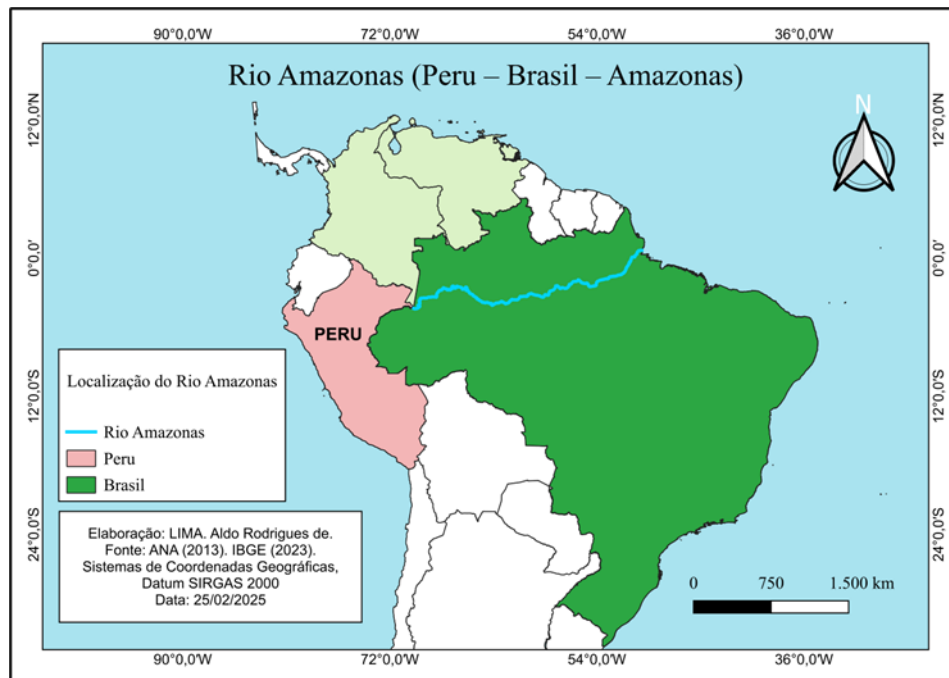 90°0,0'W 72°0,0'W 54°0,0'W 36°0,0'W
Rio Amazonas (Peru – Brasil – Amazonas)
N
12°0,0'N 12°0,0'N
0°0,0' 0°0,0'
PERU
Localização do Rio Amazonas
Rio Amazonas
Peru
Brasil
12°0,0'S 12°0,0'S
Elaboração: LIMA. Aldo Rodrigues de.
Fonte: ANA (2013). IBGE (2023).
Sistemas de Coordenadas Geográficas,
Datum SIRGAS 2000
Data: 25/02/2025
24°0,0'S 24°0,0'S
0 750 1.500 km
90°0,0'W 72°0,0'W 54°0,0'W 36°0,0'W